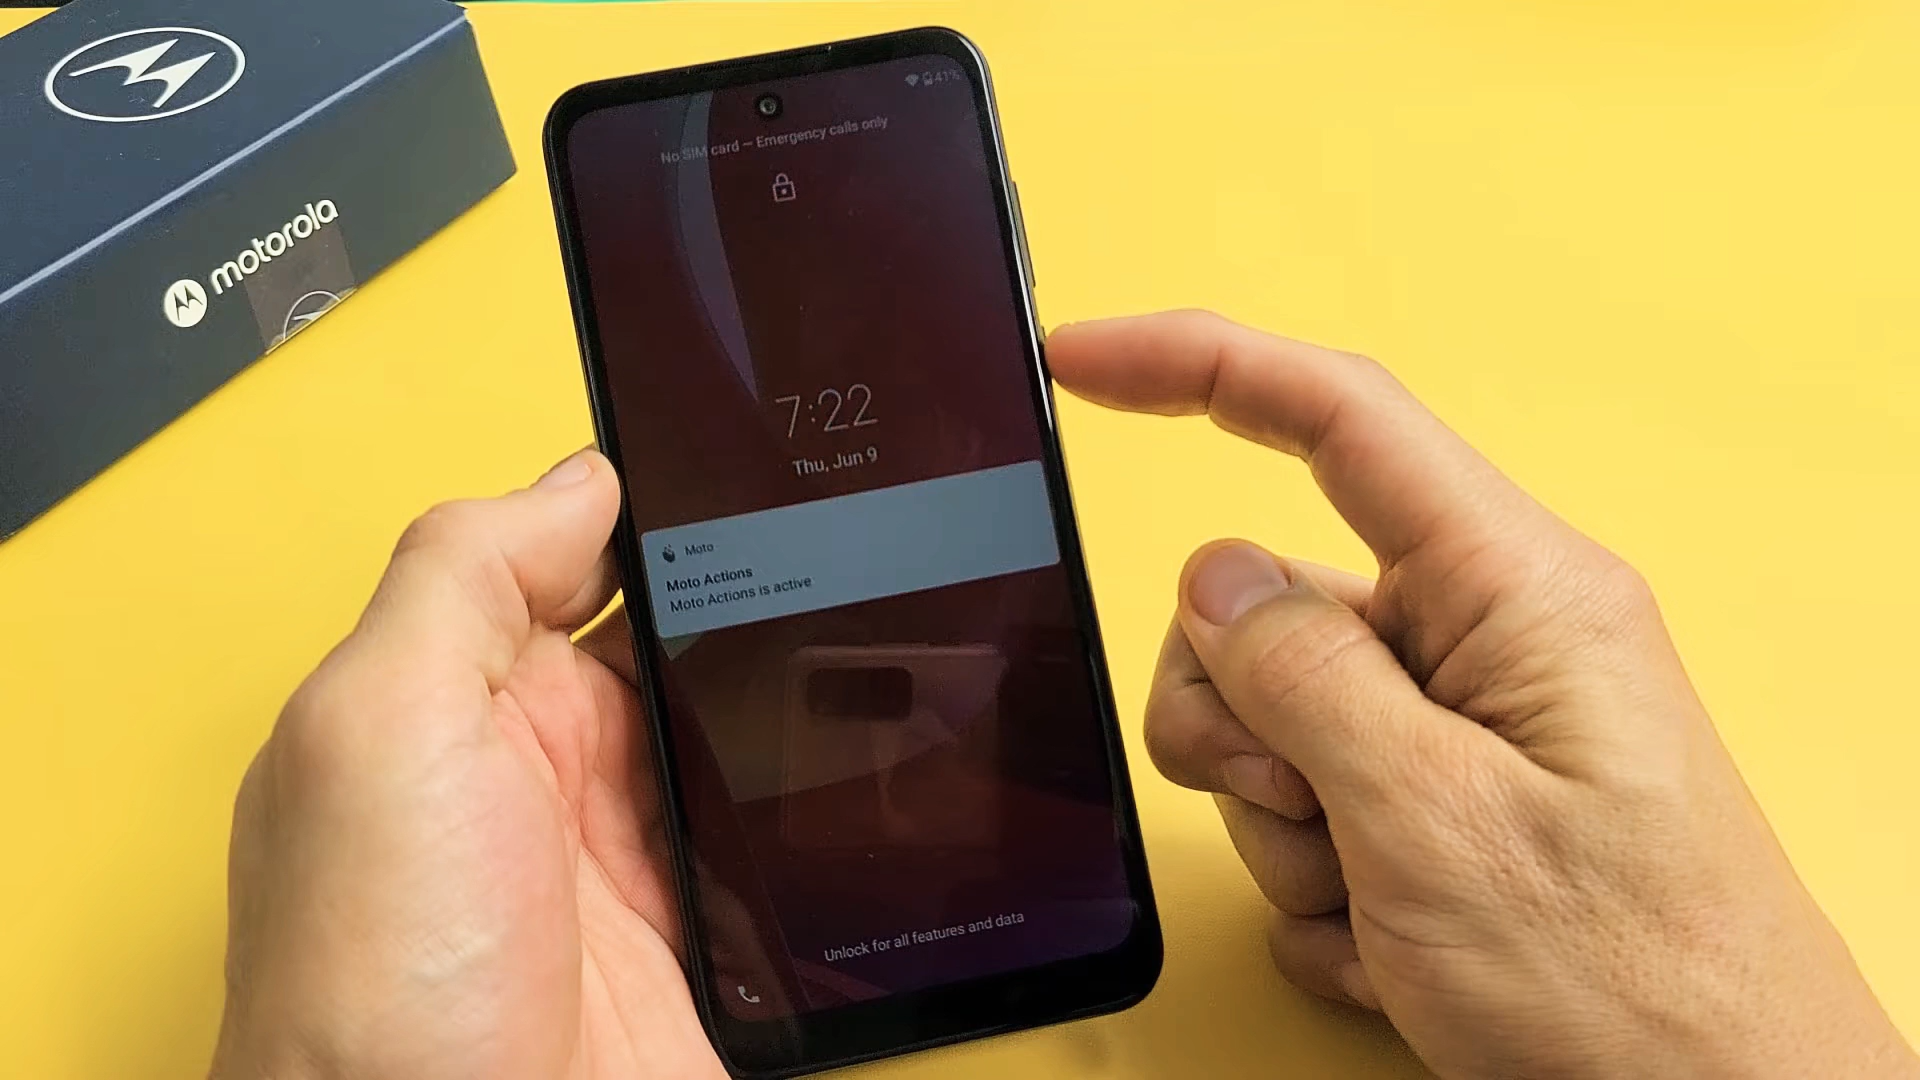 motorola
41%
No SIM card — Emergency calls only
7:22
Thu, Jun 9
Moto
Moto Actions
Moto Actions is active
Unlock for all features and data